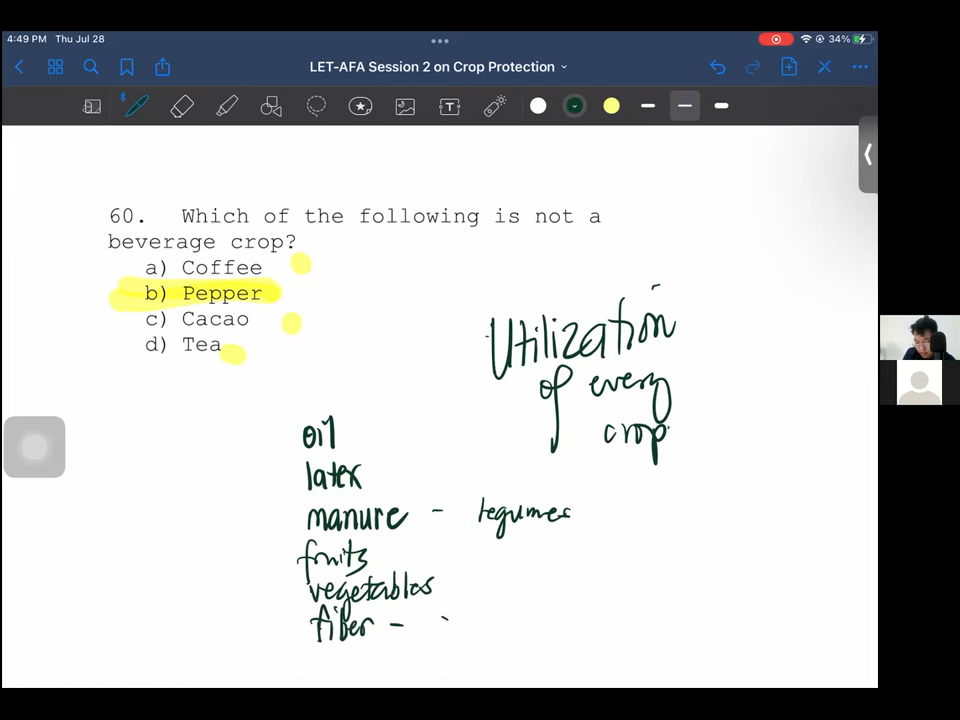 4:49 PM Thu Jul 28
34%
LET-AFA Session 2 on Crop Protection
60. Which of the following is not a
beverage crop?
a) Coffee
b) Pepper
c) Cacao
d) Tea
Utilization
of every
crop
oil
latex
manure - legumes
fruits
vegetables
fiber -